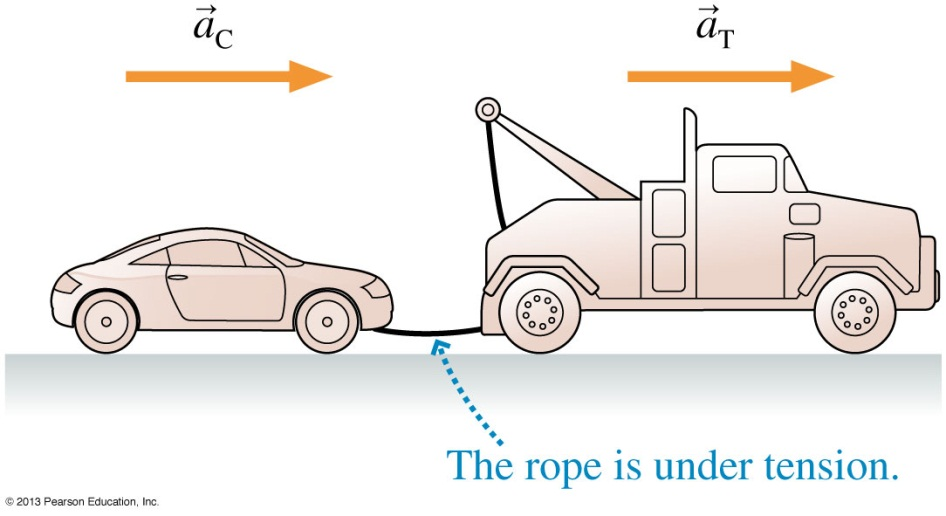 a⃗C
a⃗T
The rope is under tension.
© 2013 Pearson Education, Inc.